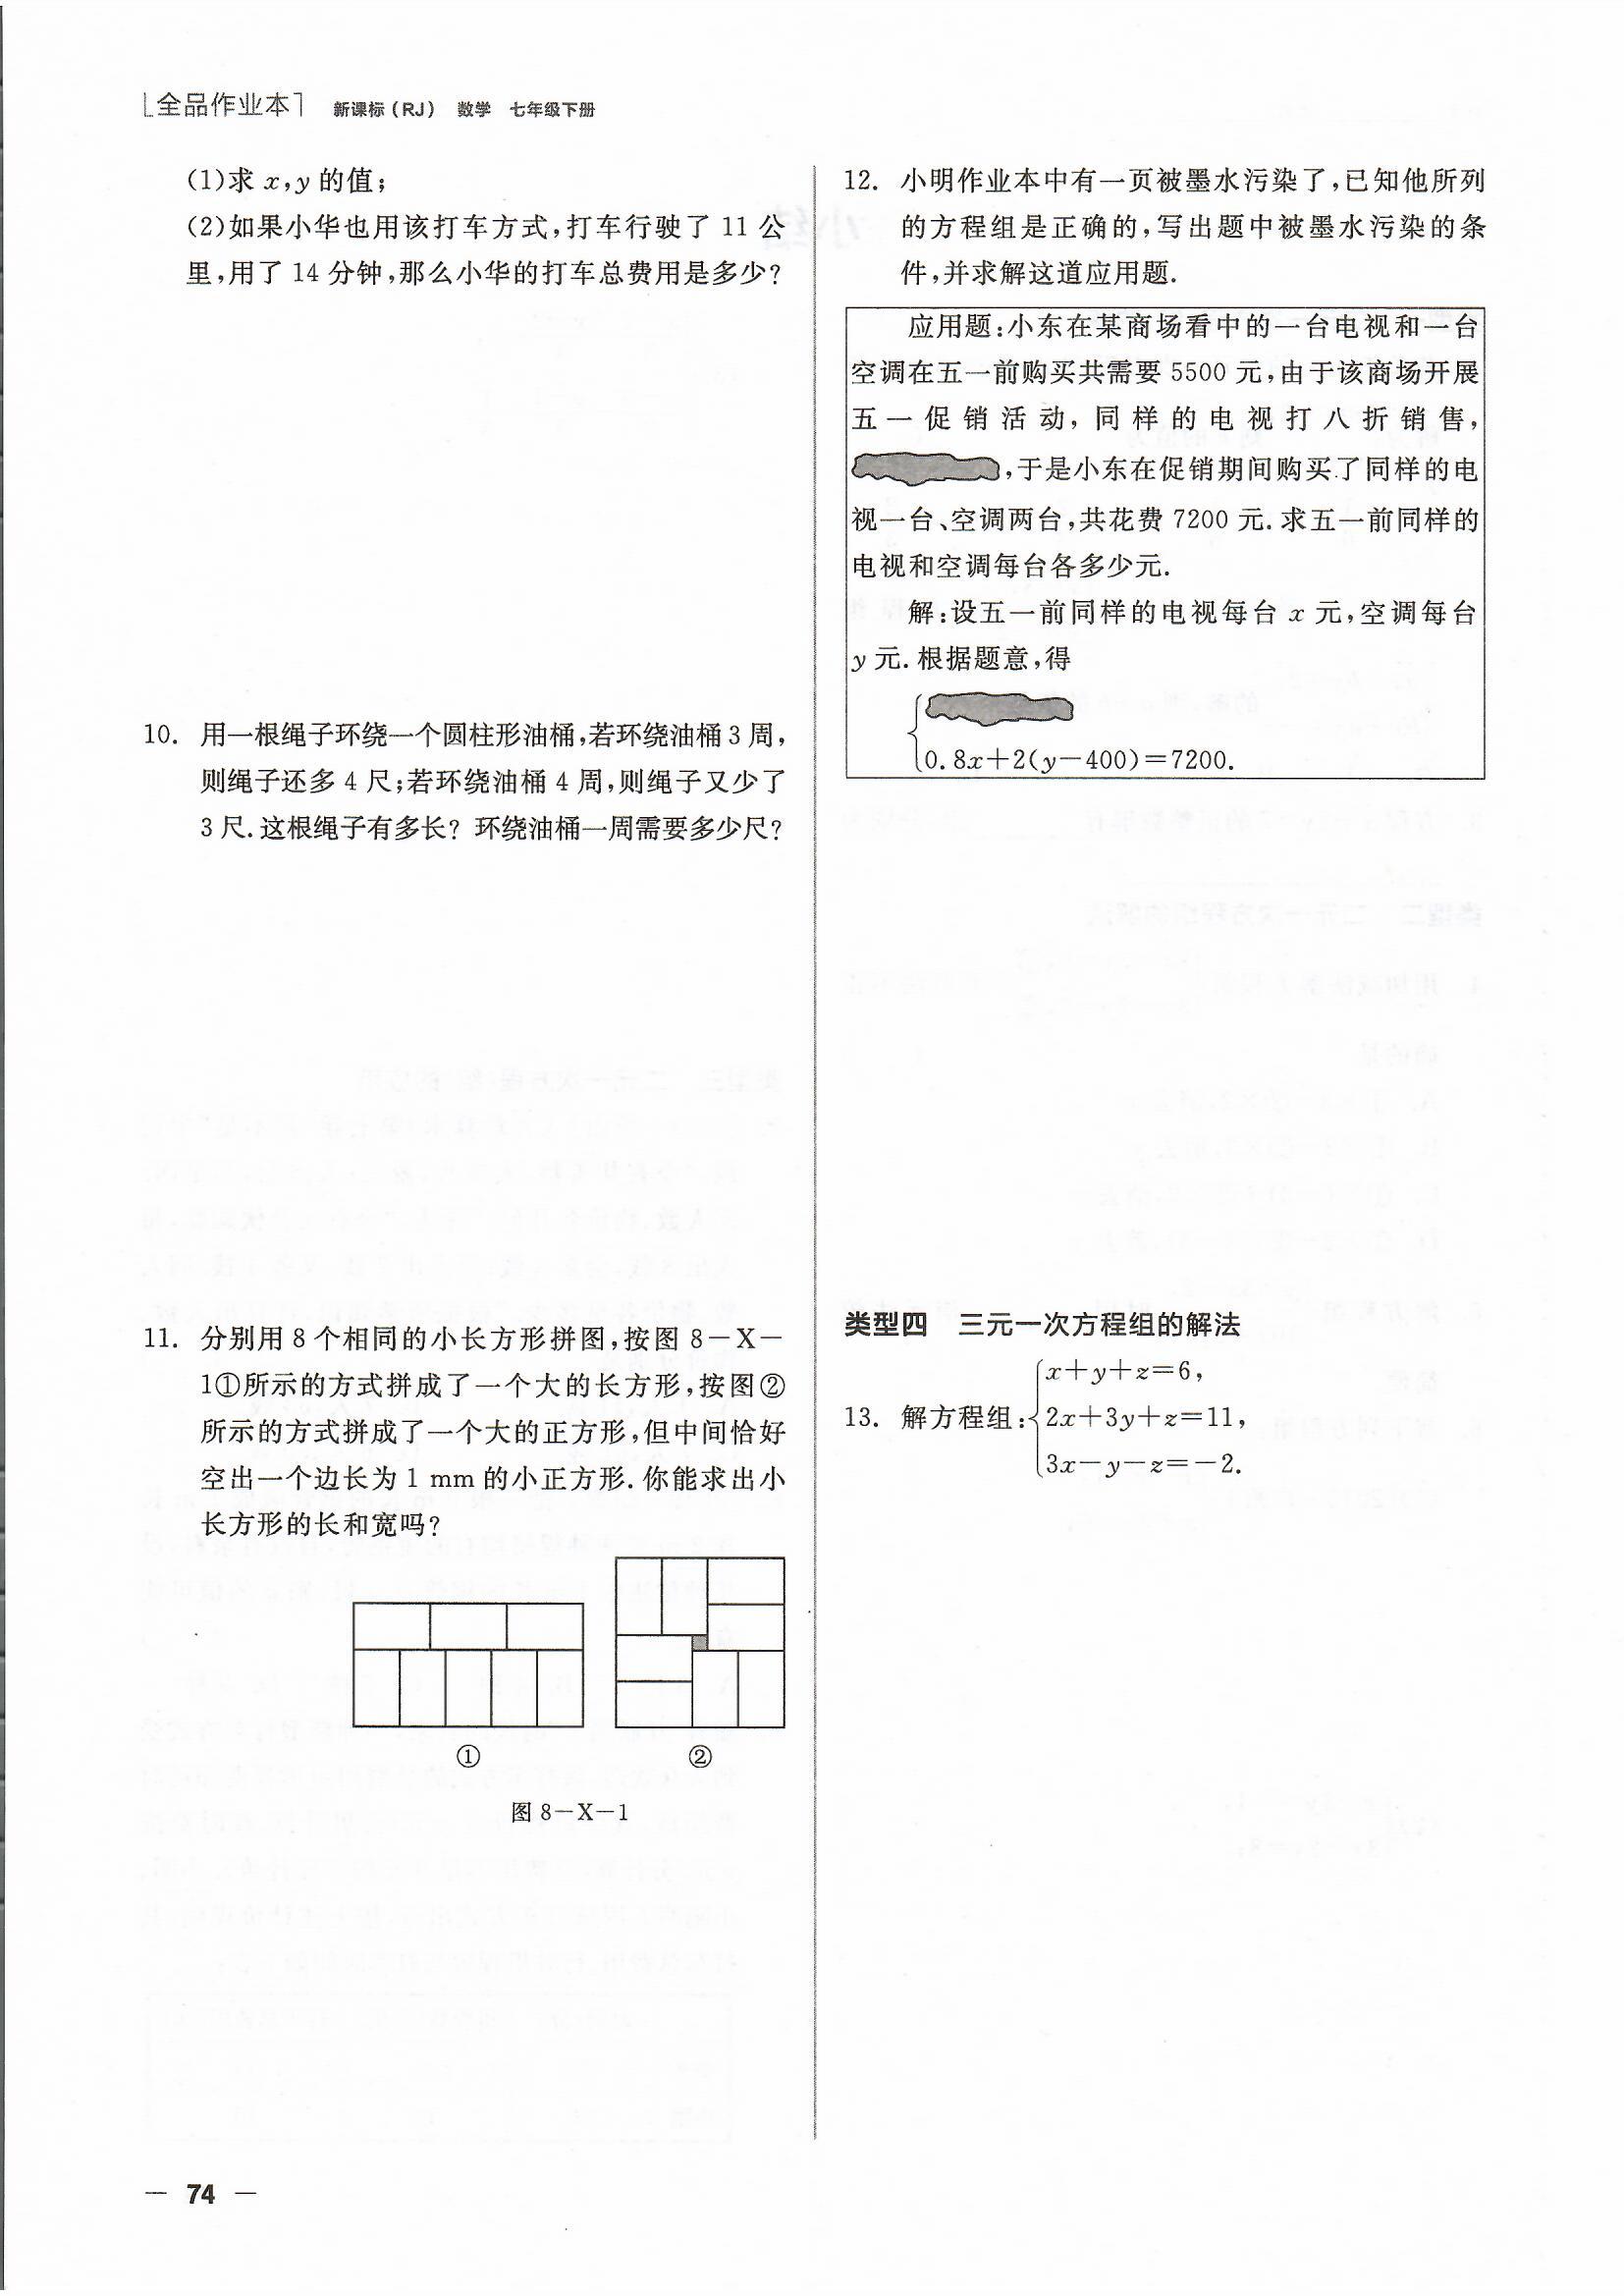 [全品作业本] 新课标(RJ) 数学 七年级下册
(1)求 x,y 的值;
(2)如果小华也用该打车方式,打车行驶了 11 公
里,用了 14 分钟,那么小华的打车总费用是多少?
10. 用一根绳子环绕一个圆柱形油桶,若环绕油桶 3 周,
则绳子还多 4 尺;若环绕油桶 4 周,则绳子又少了
3 尺.这根绳子有多长? 环绕油桶一周需要多少尺?
11. 分别用 8 个相同的小长方形拼图,按图 8-X-
1①所示的方式拼成了一个大的长方形,按图②
所示的方式拼成了一个大的正方形,但中间恰好
空出一个边长为 1 mm 的小正方形.你能求出小
长方形的长和宽吗?
① ②
图 8-X-1
12. 小明作业本中有一页被墨水污染了,已知他所列
的方程组是正确的,写出题中被墨水污染的条
件,并求解这道应用题.
应用题:小东在某商场看中的一台电视和一台
空调在五一前购买共需要 5500 元,由于该商场开展
五一促销活动,同样的电视打八折销售,
,于是小东在促销期间购买了同样的电
视一台、空调两台,共花费 7200 元.求五一前同样的
电视和空调每台各多少元.
解:设五一前同样的电视每台 x 元,空调每台
y 元.根据题意,得
0.8x+2(y-400)=7200.
类型四 三元一次方程组的解法
x+y+z=6,
13. 解方程组:{2x+3y+z=11,
3x-y-z=-2.
— 74 —